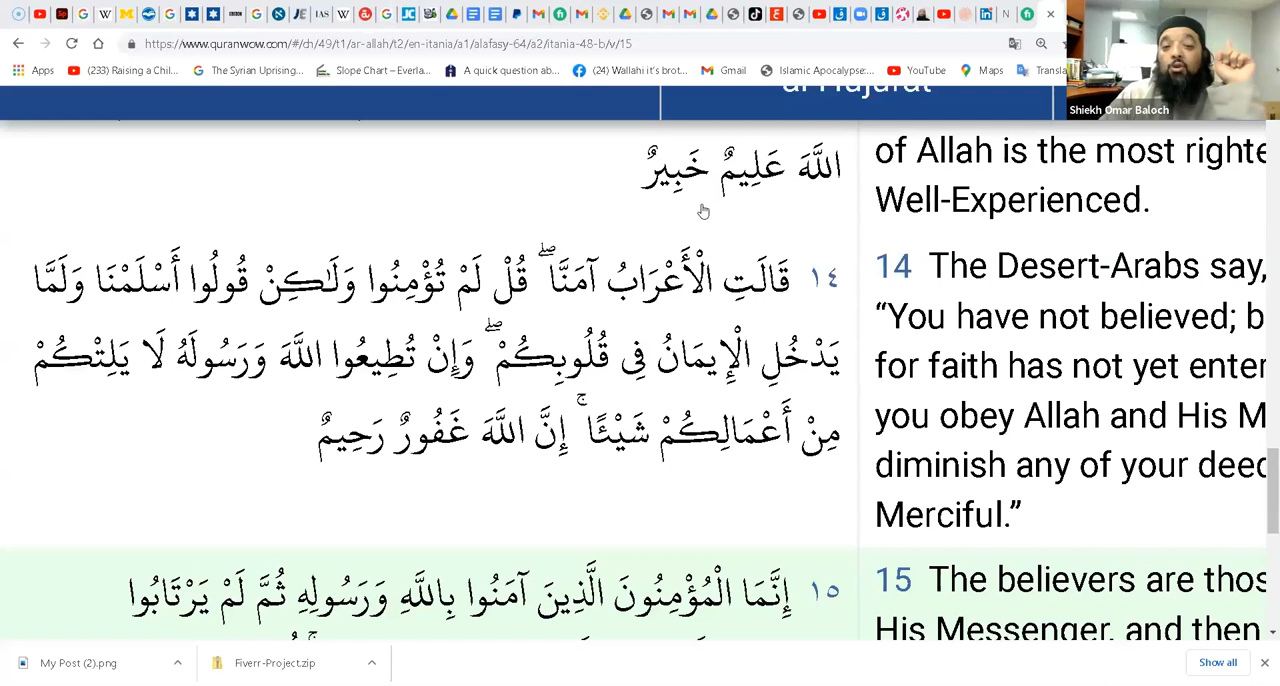 (233) Raising a Chil...
The Syrian Uprising...
Slope Chart — Everla...
A quick question ab...
(24) Wallahi it's brot...
Gmail
Islamic Apocalypse:...
YouTube
Maps
Transla
Apps
https://www.quranwow.com/#/ch/49/t1/ar-allah/t2/en-itania/a1/alafasy-64/a2/itania-48-b/v/15
Shiekh Omar Baloch
al Hujurat
اللَّهَ عَلِيمٌ خَبِيرٌ
of Allah is the most righte
Well-Experienced.
١٤ قَالَتِ الْأَعْرَابُ آمَنَّا ۖ قُلْ لَمْ تُؤْمِنُوا وَلَٰكِنْ قُولُوا أَسْلَمْنَا وَلَمَّا
يَدْخُلِ الْإِيمَانُ فِى قُلُوبِكُمْ ۖ وَإِنْ تُطِيعُوا اللَّهَ وَرَسُولَهُ لَا يَلِتْكُمْ
مِنْ أَعْمَالِكُمْ شَيْئًا ۚ إِنَّ اللَّهَ غَفُورٌ رَحِيمٌ
14 The Desert-Arabs say,
“You have not believed; b
for faith has not yet enter
you obey Allah and His M
diminish any of your deed
Merciful.”
١٥ إِنَّمَا الْمُؤْمِنُونَ الَّذِينَ آمَنُوا بِاللَّهِ وَرَسُولِهِ ثُمَّ لَمْ يَرْتَابُوا
15 The believers are thos
His Messenger, and then
My Post (2).png
Fiverr-Project.zip
Show all